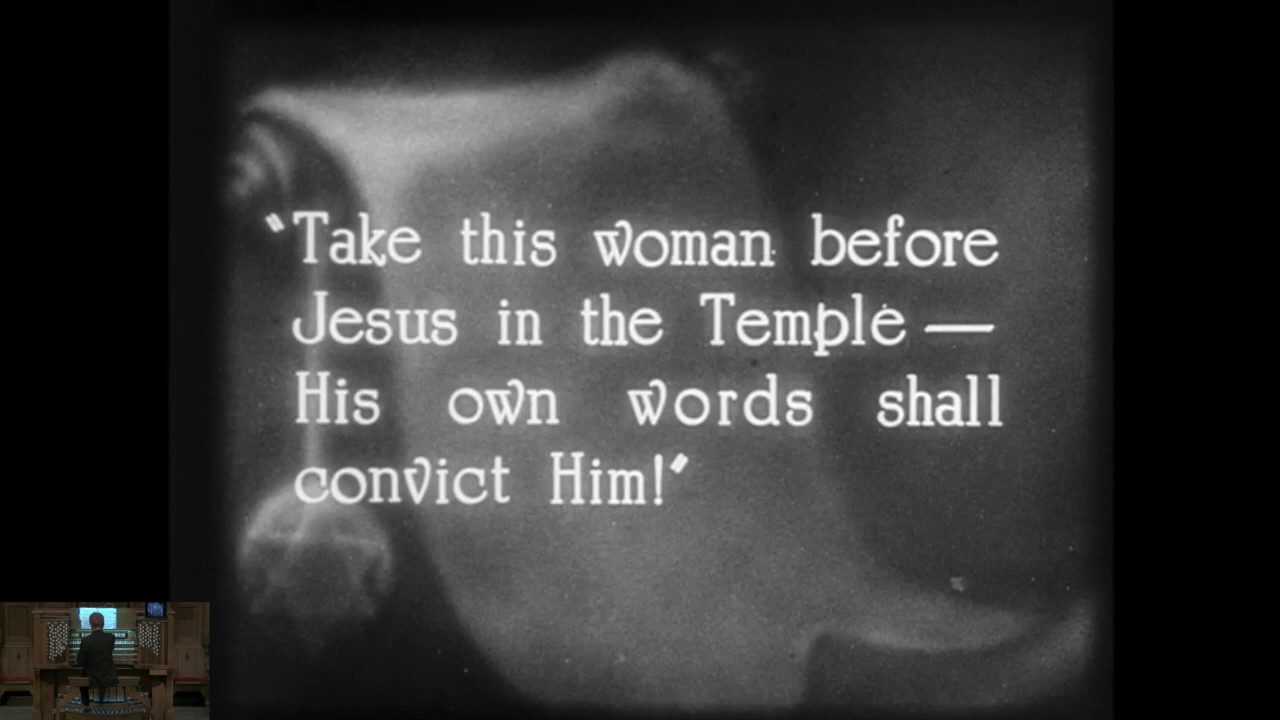 "Take this woman before
Jesus in the Temple —
His own words shall
convict Him!"